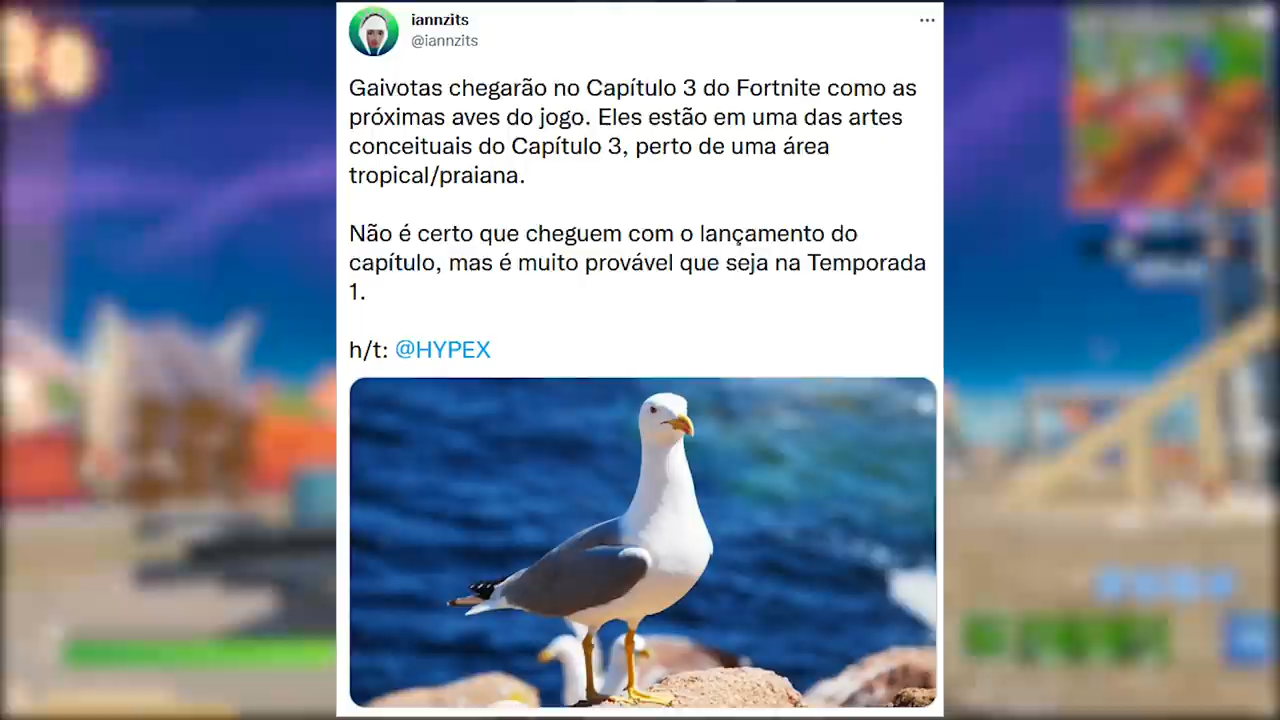 iannzits
@iannzits
Gaivotas chegarão no Capítulo 3 do Fortnite como as
próximas aves do jogo. Eles estão em uma das artes
conceituais do Capítulo 3, perto de uma área
tropical/praiana.
Não é certo que cheguem com o lançamento do
capítulo, mas é muito provável que seja na Temporada
1.
h/t: @HYPEX